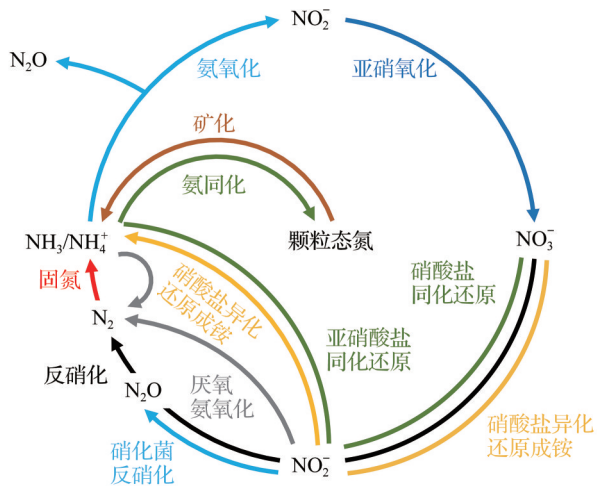 NO₂⁻
N₂O
氨氧化
亚硝氧化
矿化
氨同化
NH₃/NH₄⁺
颗粒态氮
NO₃⁻
固氮
硝酸盐异化
还原成铵
硝酸盐
同化还原
N₂
亚硝酸盐
同化还原
反硝化
N₂O
厌氧
氨氧化
硝酸盐异化
还原成铵
硝化菌
反硝化
NO₂⁻